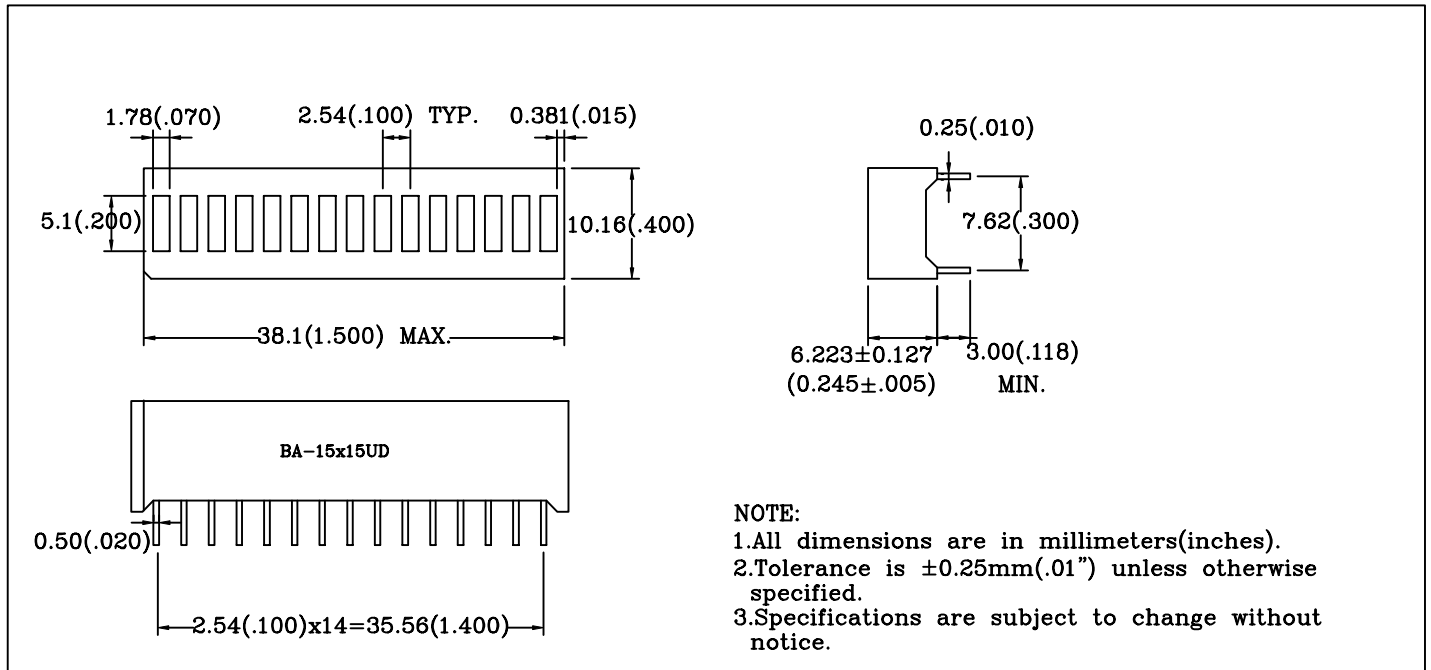 1.78(.070)
2.54(.100) TYP.
0.381(.015)
5.1(.200)
10.16(.400)
38.1(1.500) MAX.
0.25(.010)
7.62(.300)
6.223±0.127
(0.245±.005)
3.00(.118)
MIN.
BA-15x15UD
0.50(.020)
2.54(.100)x14=35.56(1.400)
NOTE:
1.All dimensions are in millimeters(inches).
2.Tolerance is ±0.25mm(.01") unless otherwise
specified.
3.Specifications are subject to change without
notice.